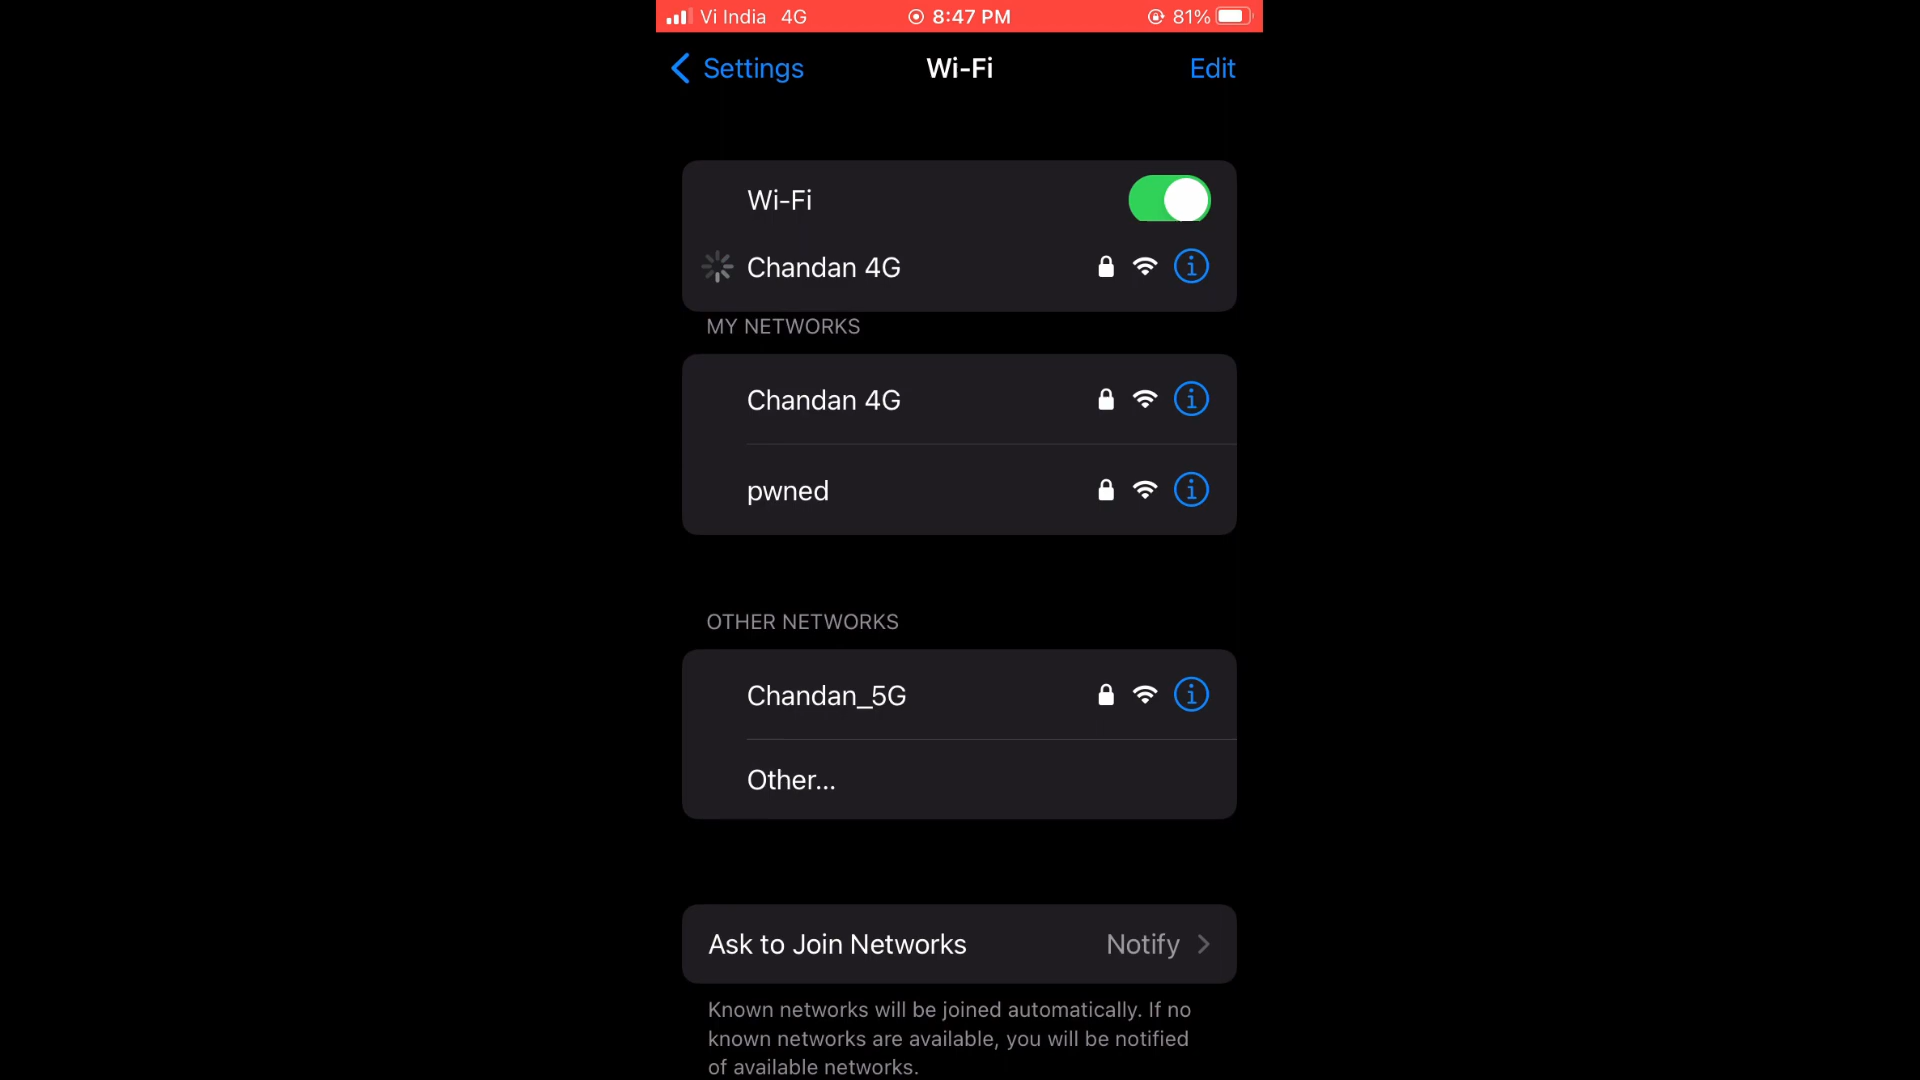 Vi India 4G 8:47 PM 81%
Settings Wi-Fi Edit
Wi-Fi
Chandan 4G
MY NETWORKS
Chandan 4G
pwned
OTHER NETWORKS
Chandan_5G
Other...
Ask to Join Networks Notify
Known networks will be joined automatically. If no
known networks are available, you will be notified
of available networks.